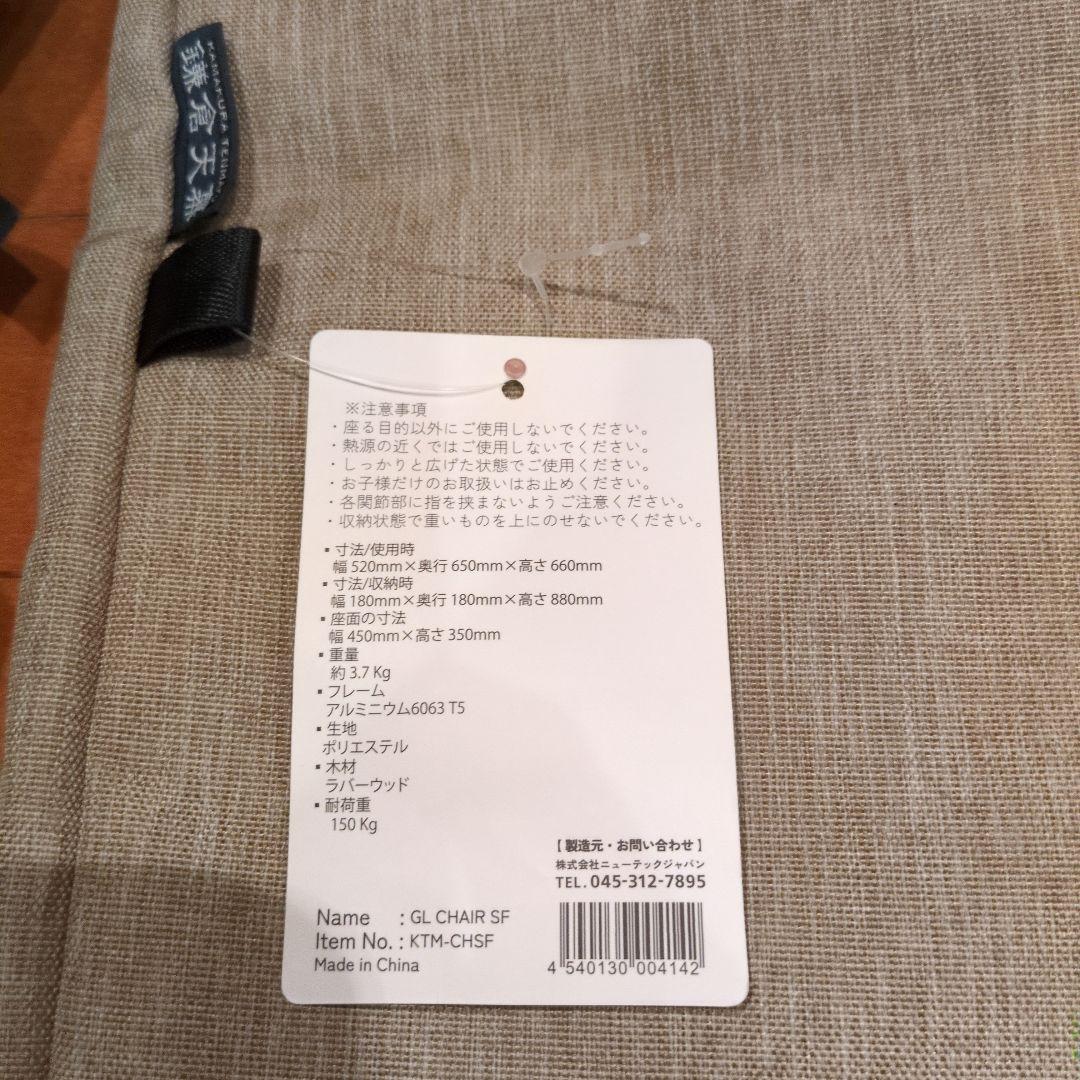 KAMAKURA TENMAKU
鎌倉天幕
※注意事項
・座る目的以外にご使用しないでください。
・熱源の近くではご使用しないでください。
・しっかりと広げた状態でご使用ください。
・お子様だけのお取扱いはお止めください。
・各関節部に指を挟まないようご注意ください。
・収納状態で重いものを上にのせないでください。
▪寸法/使用時
幅 520mm×奥行 650mm×高さ 660mm
▪寸法/収納時
幅 180mm×奥行 180mm×高さ 880mm
▪座面の寸法
幅 450mm×高さ 350mm
▪重量
約 3.7 Kg
▪フレーム
アルミニウム6063 T5
▪生地
ポリエステル
▪木材
ラバーウッド
▪耐荷重
150 Kg
【 製造元・お問い合わせ 】
株式会社ニューテックジャパン
TEL. 045-312-7895
Name : GL CHAIR SF
Item No. : KTM-CHSF
Made in China
4 540130 004142